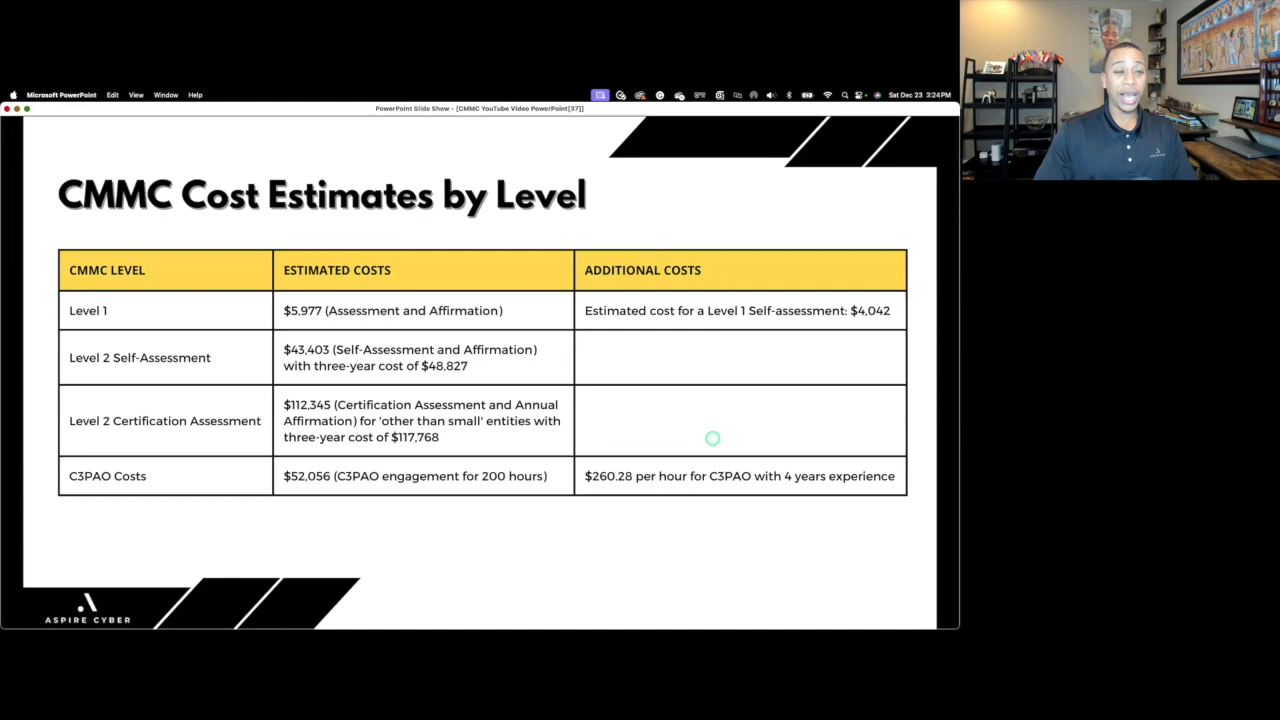 Microsoft PowerPoint Edit View Window Help
Sat Dec 23 3:24PM
PowerPoint Slide Show - [CMMC YouTube Video PowerPoint[37]]
CMMC Cost Estimates by Level
CMMC LEVEL
ESTIMATED COSTS
ADDITIONAL COSTS
Level 1
$5,977 (Assessment and Affirmation)
Estimated cost for a Level 1 Self-assessment: $4,042
Level 2 Self-Assessment
$43,403 (Self-Assessment and Affirmation)
with three-year cost of $48,827
Level 2 Certification Assessment
$112,345 (Certification Assessment and Annual
Affirmation) for 'other than small' entities with
three-year cost of $117,768
C3PAO Costs
$52,056 (C3PAO engagement for 200 hours)
$260.28 per hour for C3PAO with 4 years experience
ASPIRE CYBER